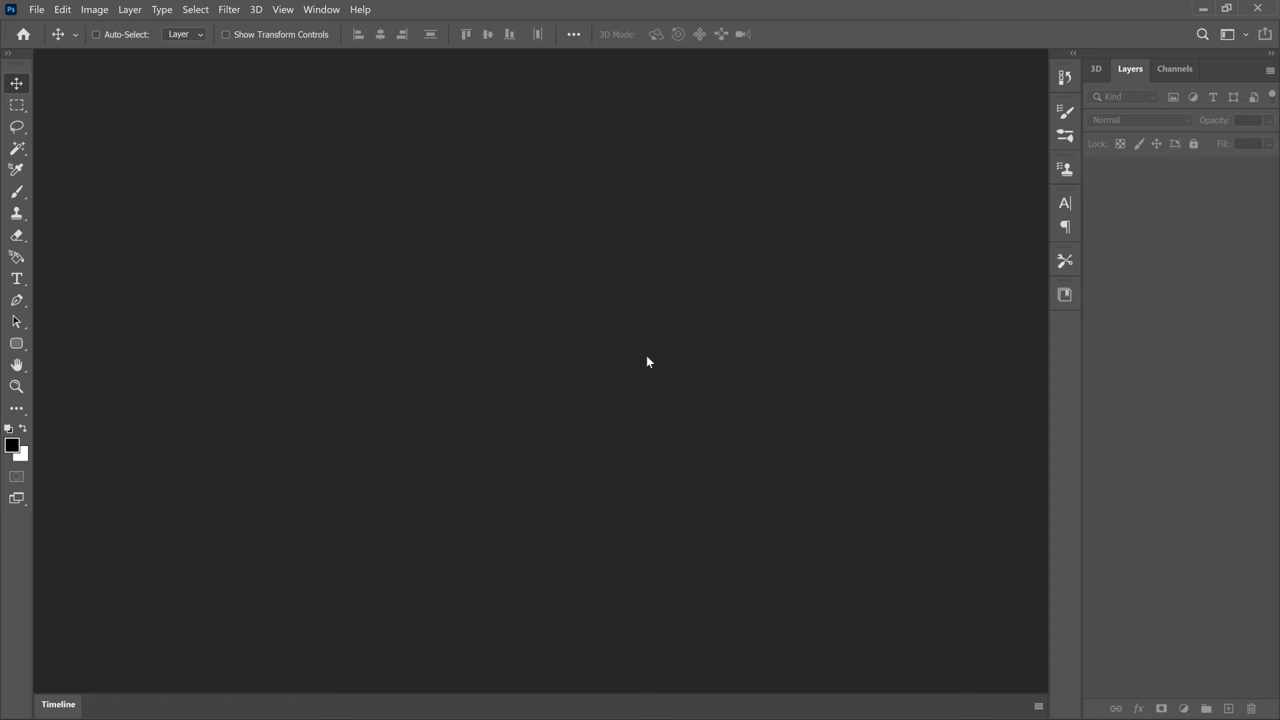 Ps File Edit Image Layer Type Select Filter 3D View Window Help
Auto-Select: Layer Show Transform Controls 3D Mode:
3D Layers Channels
Kind
Normal Opacity:
Lock: Fill:
Timeline